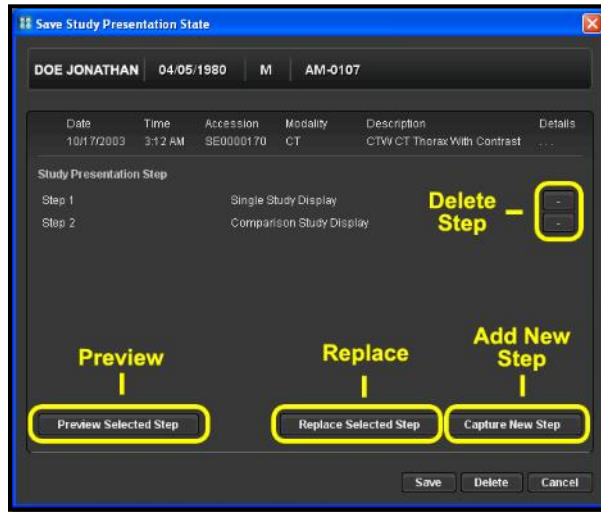 Save Study Presentation State
DOE JONATHAN 04/05/1980 M AM-0107
Date Time Accession Modality Description Details
10/17/2003 3:12 AM SE0000170 CT CTW CT Thorax With Contrast ...
Study Presentation Step
Step 1 Single Study Display -
Step 2 Comparison Study Display -
Delete
Step
Preview
Replace
Add New
Step
Preview Selected Step Replace Selected Step Capture New Step
Save Delete Cancel